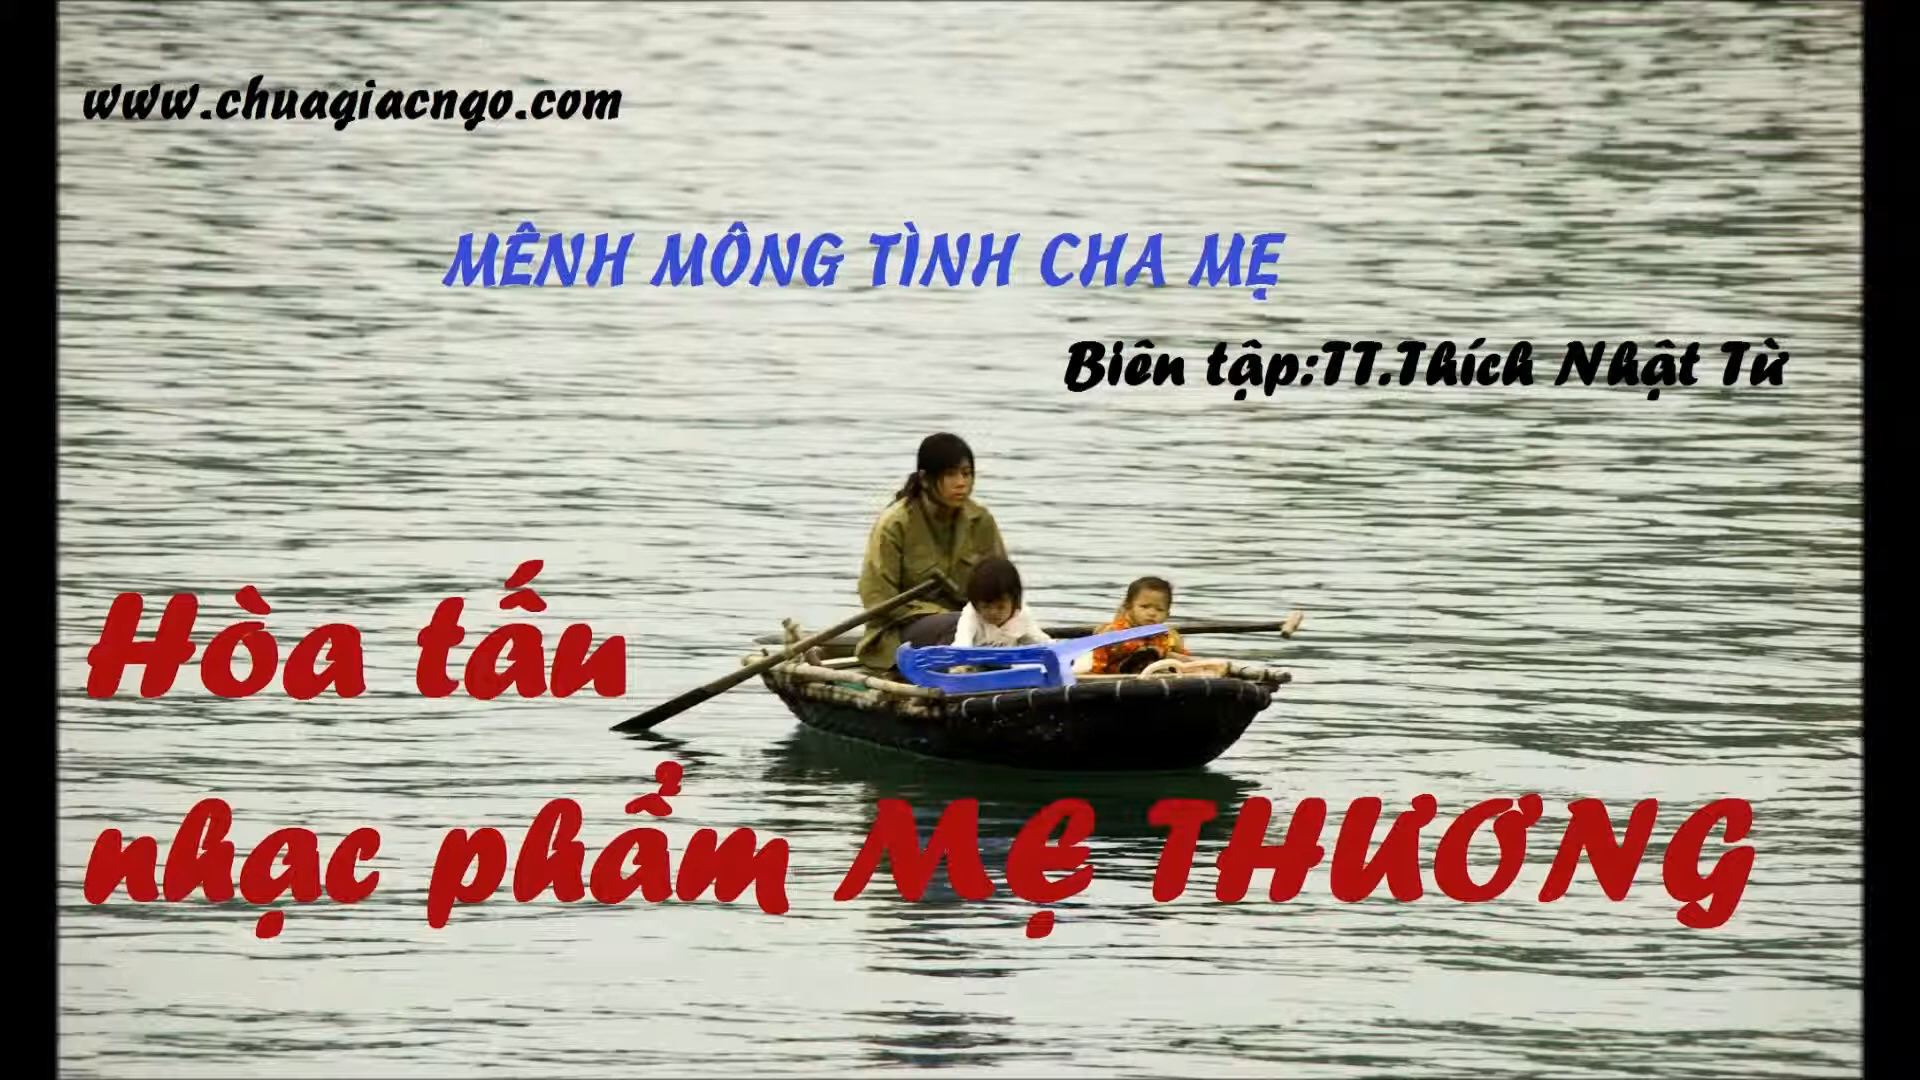 www.chuagiacngo.com
MÊNH MÔNG TÌNH CHA MẸ
Biên tập:TT.Thích Nhật Từ
Hòa tấu
nhạc phẩm MẸ THƯƠNG